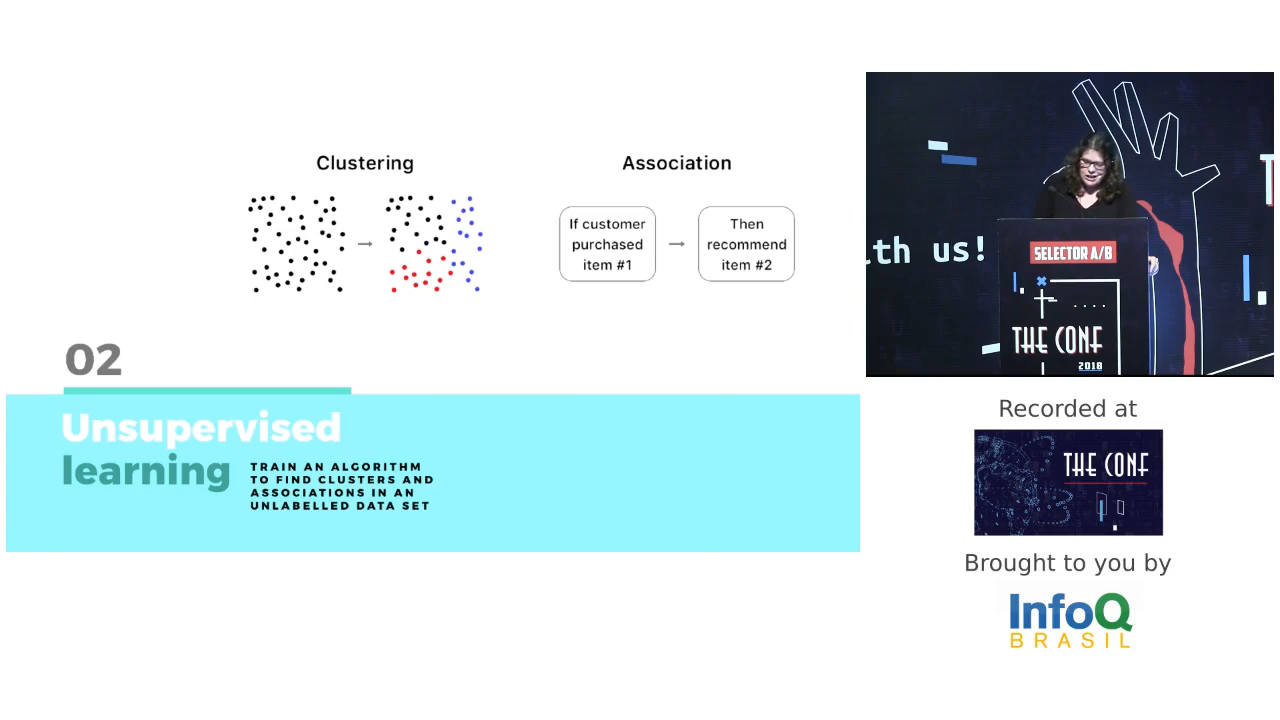 Clustering
Association
If customer
purchased
item #1
Then
recommend
item #2
02
Unsupervised
learning
TRAIN AN ALGORITHM
TO FIND CLUSTERS AND
ASSOCIATIONS IN AN
UNLABELLED DATA SET
ith us!
SELECTOR A/B
THE CONF
2018
T
Recorded at
THE CONF
Brought to you by
InfoQ
BRASIL